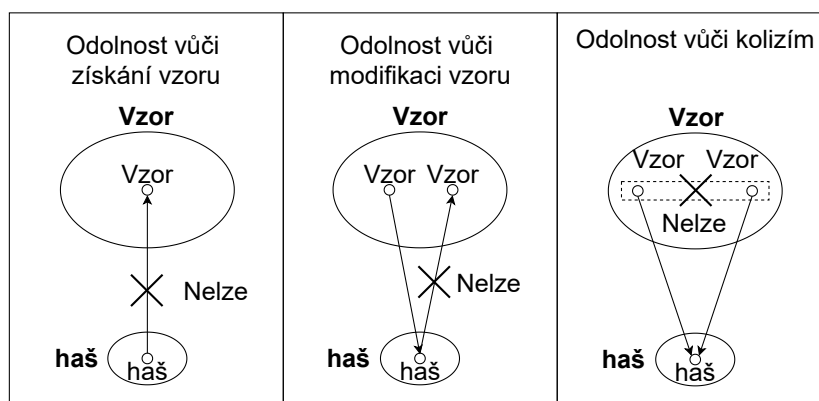 Odolnost vůči
získání vzoru
Vzor
Vzor
Nelze
haš
haš
Odolnost vůči
modifikaci vzoru
Vzor
Vzor Vzor
Nelze
haš
haš
Odolnost vůči kolizím
Vzor
Vzor Vzor
Nelze
haš
haš